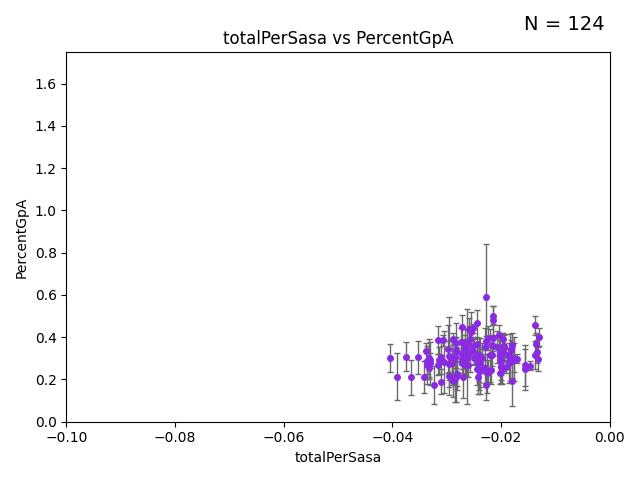 N = 124
totalPerSasa vs PercentGpA
PercentGpA
1.6
1.4
1.2
1.0
0.8
0.6
0.4
0.2
0.0
−0.10 −0.08 −0.06 −0.04 −0.02 0.00
totalPerSasa